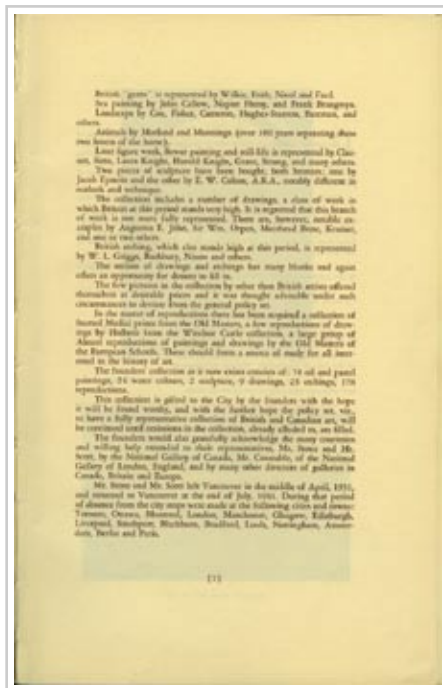 British "genre" is represented by Wilkie, Frith, Nicol and Faed.
Sea painting by John Callow, Napier Hemy, and Frank Brangwyn.
Landscape by Cox, Fisher, Cameron, Hughes-Stanton, Bateman, and
others.
Animals by Morland and Munnings (over 100 years separating these
two lovers of the horse).
Later figure work, flower painting and still-life is represented by Clau-
sen, Sims, Laura Knight, Harold Knight, Grant, Strang, and many others.
Two pieces of sculpture have been bought, both bronzes; one by
Jacob Epstein and the other by E. W. Colton, A.R.A., notably different in
outlook and technique.
The collection includes a number of drawings, a class of work in
which Britain at this period stands very high. It is regretted that this branch
of work is not more fully represented. There are, however, notable ex-
amples by Augustus E. John, Sir Wm. Orpen, Muirhead Bone, Kramer,
and one or two others.
British etching, which also stands high at this period, is represented
by W. L. Griggs, Rushbury, Nixon and others.
The section of drawings and etchings has many blanks and again
offers an opportunity for donors to fill in.
The few pictures in the collection by other than British artists offered
themselves at desirable prices and it was thought advisable under such
circumstances to deviate from the general policy set.
In the matter of reproductions there has been acquired a collection of
framed Medici prints from the Old Masters, a few reproductions of draw-
ings by Holbein from the Windsor Castle collection, a large group of
Alinari reproductions of paintings and drawings by the Old Masters of
the European Schools. These should form a source of study for all inter-
ested in the history of art.
The founders' collection as it now exists consists of: 74 oil and pastel
paintings, 34 water colours, 2 sculpture, 9 drawings, 23 etchings, 178
reproductions.
This collection is gifted to the City by the founders with the hope
it will be found worthy, and with the further hope the policy set, viz.,
to have a fully representative collection of British and Canadian art, will
be continued until omissions in the collection, already alluded to, are filled.
The founders would also gratefully acknowledge the many courtesies
and willing help extended to their representatives, Mr. Stone and Mr.
Scott, by the National Gallery of Canada, Mr. Constable, of the National
Gallery of London, England, and by many other directors of galleries in
Canada, Britain and Europe.
Mr. Stone and Mr. Scott left Vancouver in the middle of April, 1931,
and returned to Vancouver at the end of July, 1931. During that period
of absence from the city stops were made at the following cities and towns:
Toronto, Ottawa, Montreal, London, Manchester, Glasgow, Edinburgh,
Liverpool, Southport, Blackburn, Bradford, Leeds, Nottingham, Amster-
dam, Berlin and Paris.